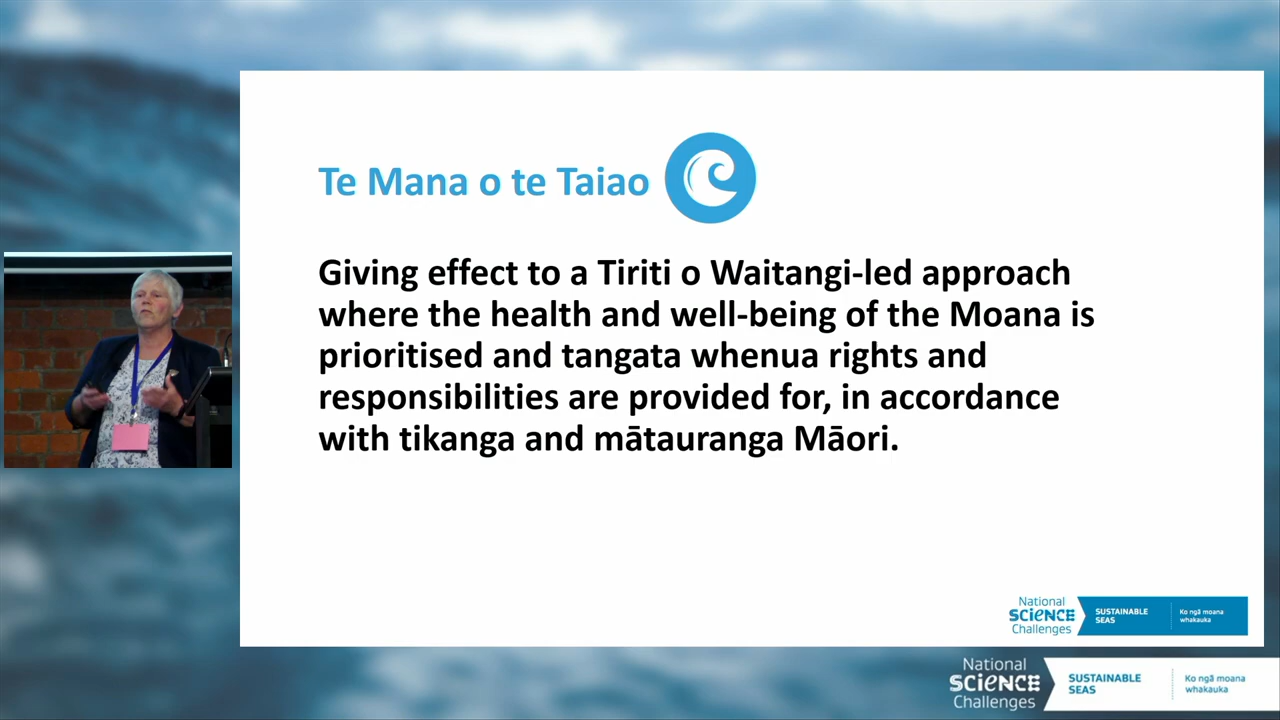 Te Mana o te Taiao
Giving effect to a Tiriti o Waitangi-led approach
where the health and well-being of the Moana is
prioritised and tangata whenua rights and
responsibilities are provided for, in accordance
with tikanga and mātauranga Māori.
National
SCIENCE
Challenges
SUSTAINABLE
SEAS
Ko ngā moana
whakauka
National
SCIENCE
Challenges
SUSTAINABLE
SEAS
Ko ngā moana
whakauka